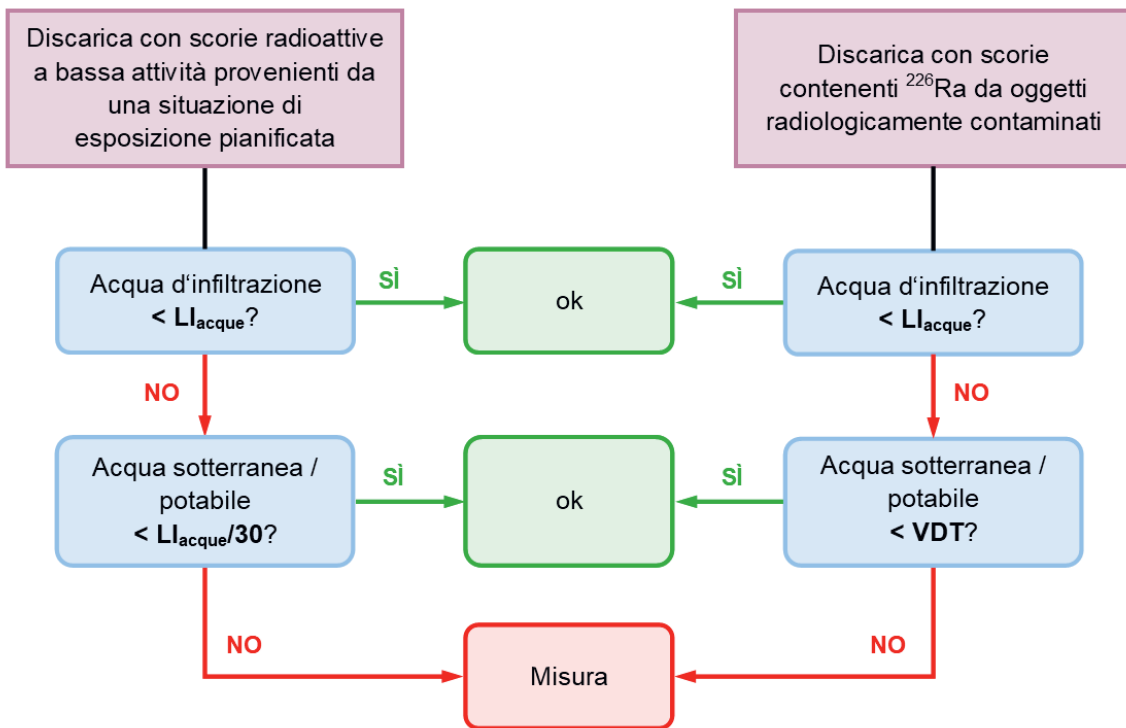 Discarica con scorie radioattive
a bassa attività provenienti da
una situazione di
esposizione pianificata
Discarica con scorie
contenenti ²²⁶Ra da oggetti
radiologicamente contaminati
Acqua d‘infiltrazione
< LIacque?
SÌ
ok
SÌ
Acqua d‘infiltrazione
< LIacque?
NO
NO
Acqua sotterranea /
potabile
< LIacque/30?
SÌ
ok
SÌ
Acqua sotterranea /
potabile
< VDT?
NO
Misura
NO